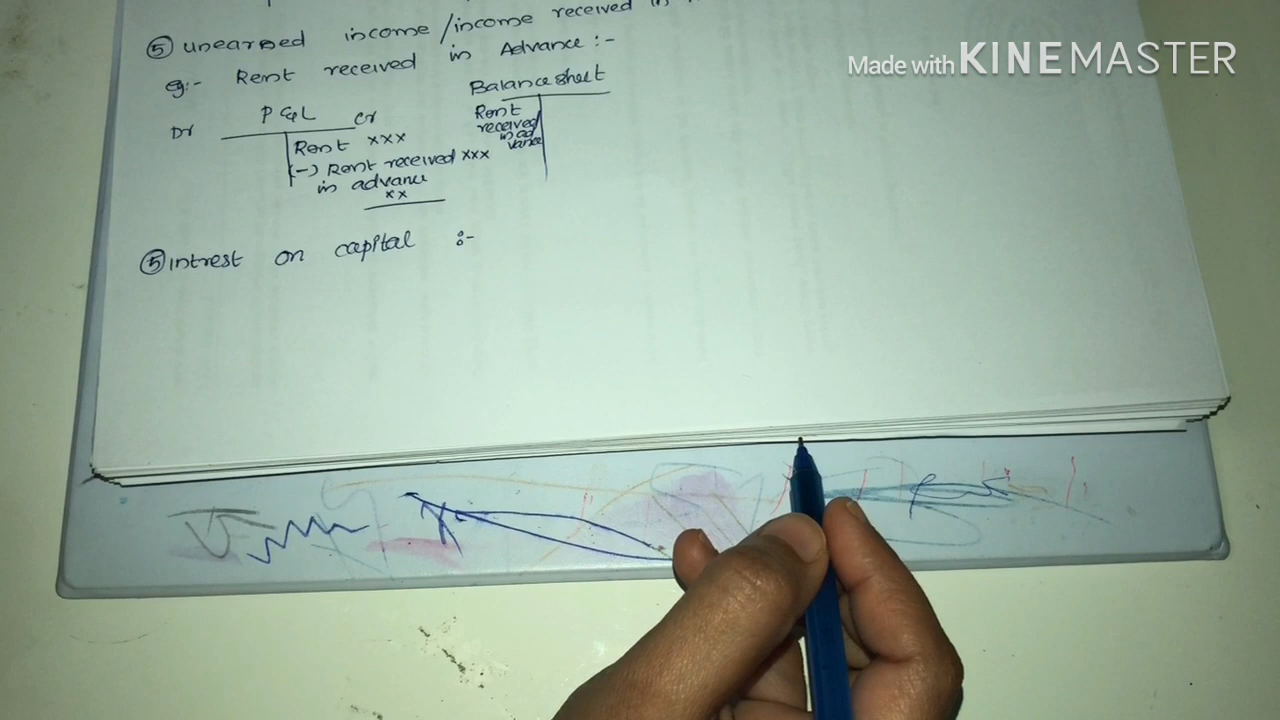 ⑤ unearned income/income received in
eg:- Rent received in Advance:-
Dr P & L Cr
Rent xxx
(-) Rent received xxx
in advance
xx
Balance sheet
Rent
received
in ad
vance
⑤ intrest on capital :-
Made with KINEMASTER